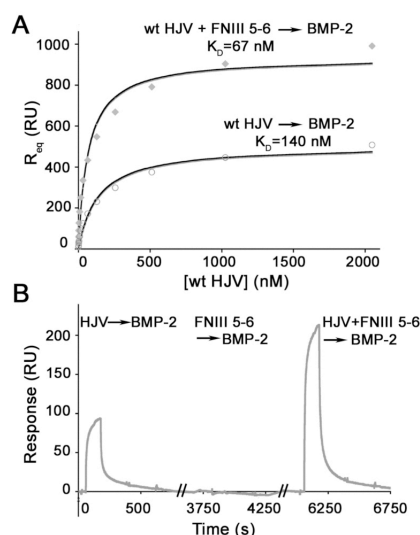 A
wt HJV + FNIII 5-6 → BMP-2
K_D=67 nM
wt HJV → BMP-2
K_D=140 nM
R_eq (RU)
1000
800
600
400
200
0
0 500 1000 1500 2000
[wt HJV] (nM)
B
HJV→BMP-2 FNIII 5-6 HJV+FNIII 5-6
→BMP-2 →BMP-2
Response (RU)
200
150
100
50
0
0 500 3750 4250 6250 6750
Time (s)